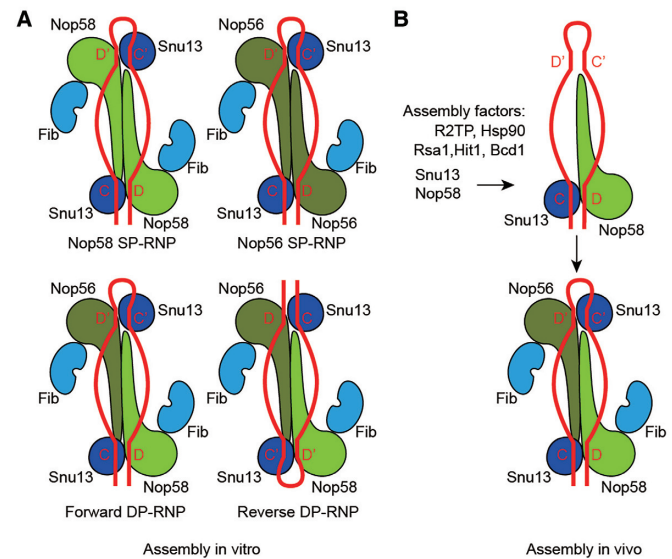 A
Nop58
Snu13
D' C'
Fib
Fib
C D
Snu13
Nop58
Nop58 SP-RNP
Nop56
Snu13
D' C'
Fib
Fib
C D
Snu13
Nop56
Nop56 SP-RNP
Nop56
Snu13
D' C'
Fib
Fib
C D
Snu13
Nop58
Forward DP-RNP
Nop56
Snu13
D C
Fib
Fib
C' D'
Snu13
Nop58
Reverse DP-RNP
Assembly in vitro
B
D' C'
Assembly factors:
R2TP, Hsp90
Rsa1,Hit1, Bcd1
Snu13
Nop58
C D
Snu13
Nop58
Nop56
Snu13
D' C'
Fib
Fib
C D
Snu13
Nop58
Assembly in vivo